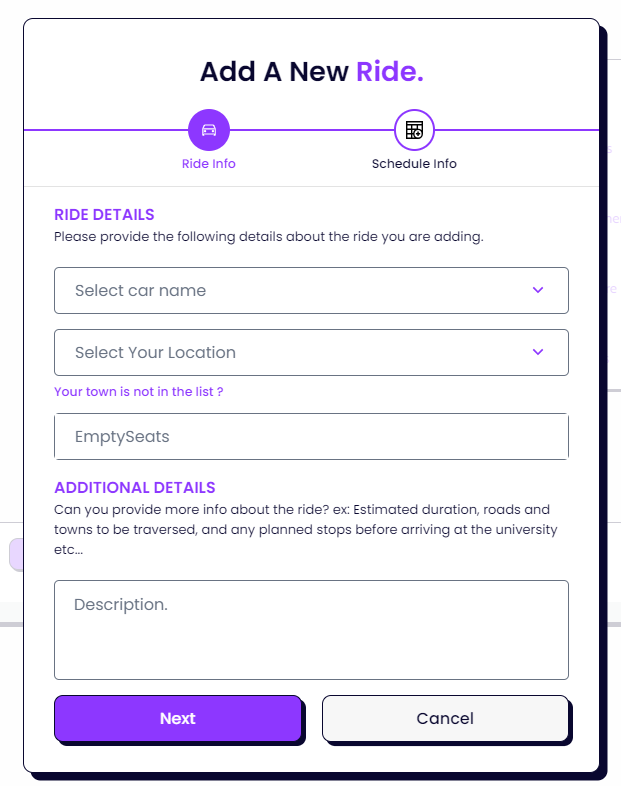 Add A New Ride.
Ride Info
Schedule Info
RIDE DETAILS
Please provide the following details about the ride you are adding.
Select car name
Select Your Location
Your town is not in the list ?
EmptySeats
ADDITIONAL DETAILS
Can you provide more info about the ride? ex: Estimated duration, roads and
towns to be traversed, and any planned stops before arriving at the university
etc...
Description.
Next
Cancel